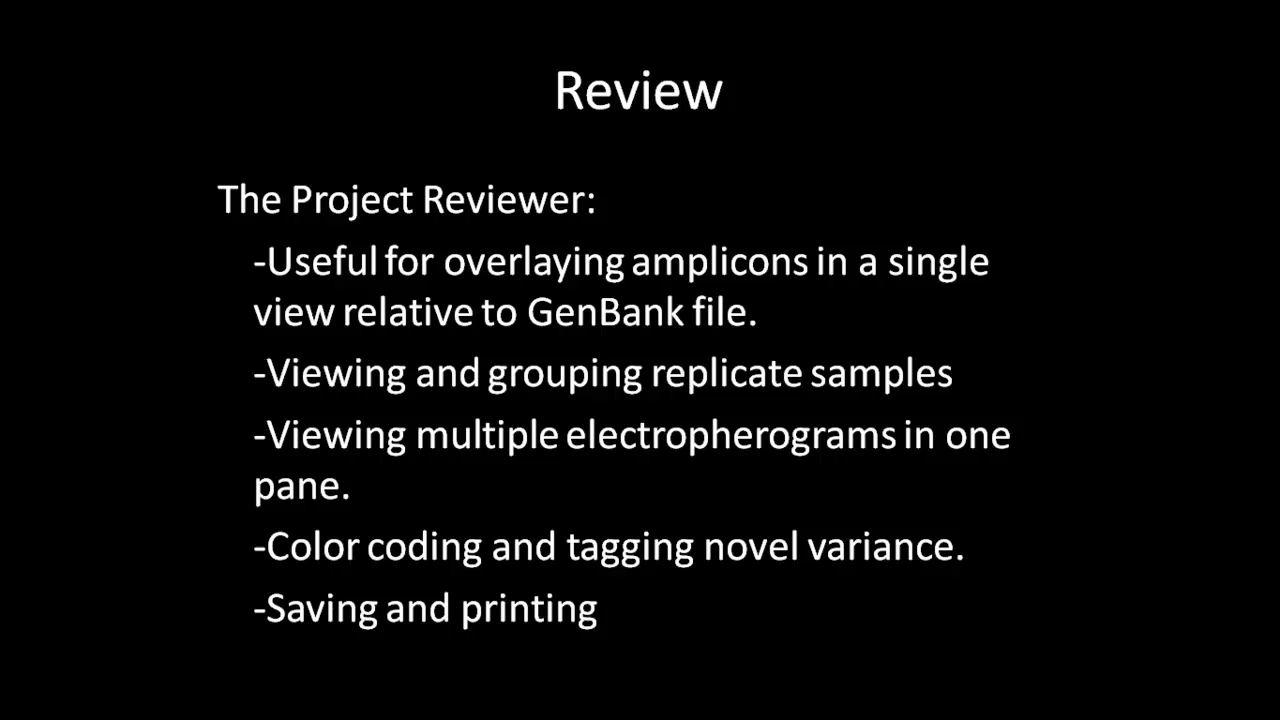 Review
The Project Reviewer:
-Useful for overlaying amplicons in a single
view relative to GenBank file.
-Viewing and grouping replicate samples
-Viewing multiple electropherograms in one
pane.
-Color coding and tagging novel variance.
-Saving and printing